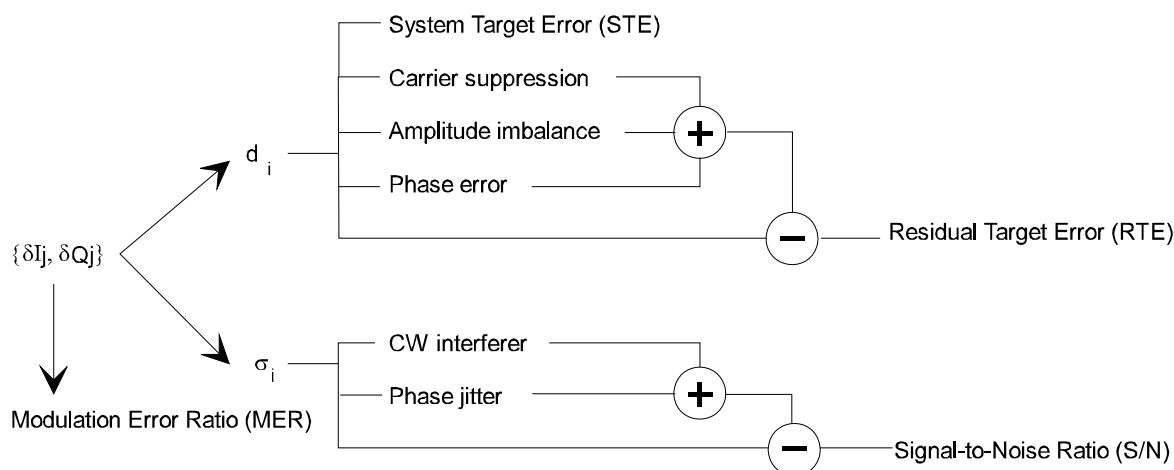 System Target Error (STE)
Carrier suppression
Amplitude imbalance
+
d i
Phase error
−
Residual Target Error (RTE)
{δIj, δQj}
CW interferer
σi
Phase jitter
+
Modulation Error Ratio (MER)
−
Signal-to-Noise Ratio (S/N)